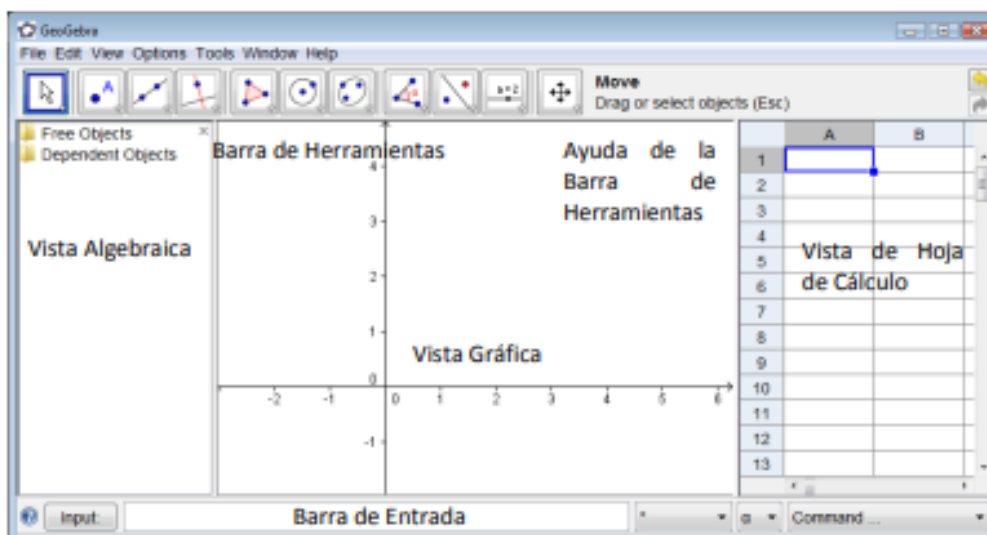 GeoGebra
File Edit View Options Tools Window Help
A
a=2
Move
Drag or select objects (Esc)
Free Objects
Dependent Objects
Barra de Herramientas
Ayuda de la
Barra de
Herramientas
Vista Algebraica
Vista Gráfica
4
3
2
1
0
-1
-2 -1 0 1 2 3 4 5 6
A B
1
2
3
4
5
6
7
8
9
10
11
12
13
Vista de Hoja
de Cálculo
Input:
Barra de Entrada
α
Command ...